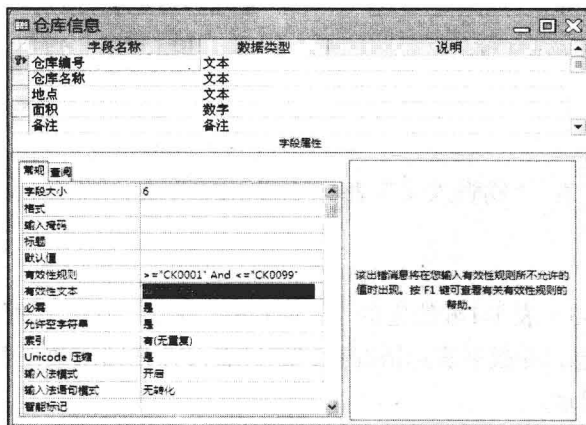 仓库信息
字段名称 数据类型 说明
仓库编号 文本
仓库名称 文本
地点 文本
面积 数字
备注 文本
字段属性
常规 查阅
字段大小 6
格式
输入掩码
标题
默认值
有效性规则 >="CK0001" And <="CK0099"
有效性文本
必需 是
允许空字符串 是
索引 有(无重复)
Unicode 压缩 是
输入法模式 开启
输入法语句模式 无转化
智能标记
该出错消息将在您输入有效性规则所不允许的
值时出现。按 F1 键可查看有关有效性规则的
帮助。